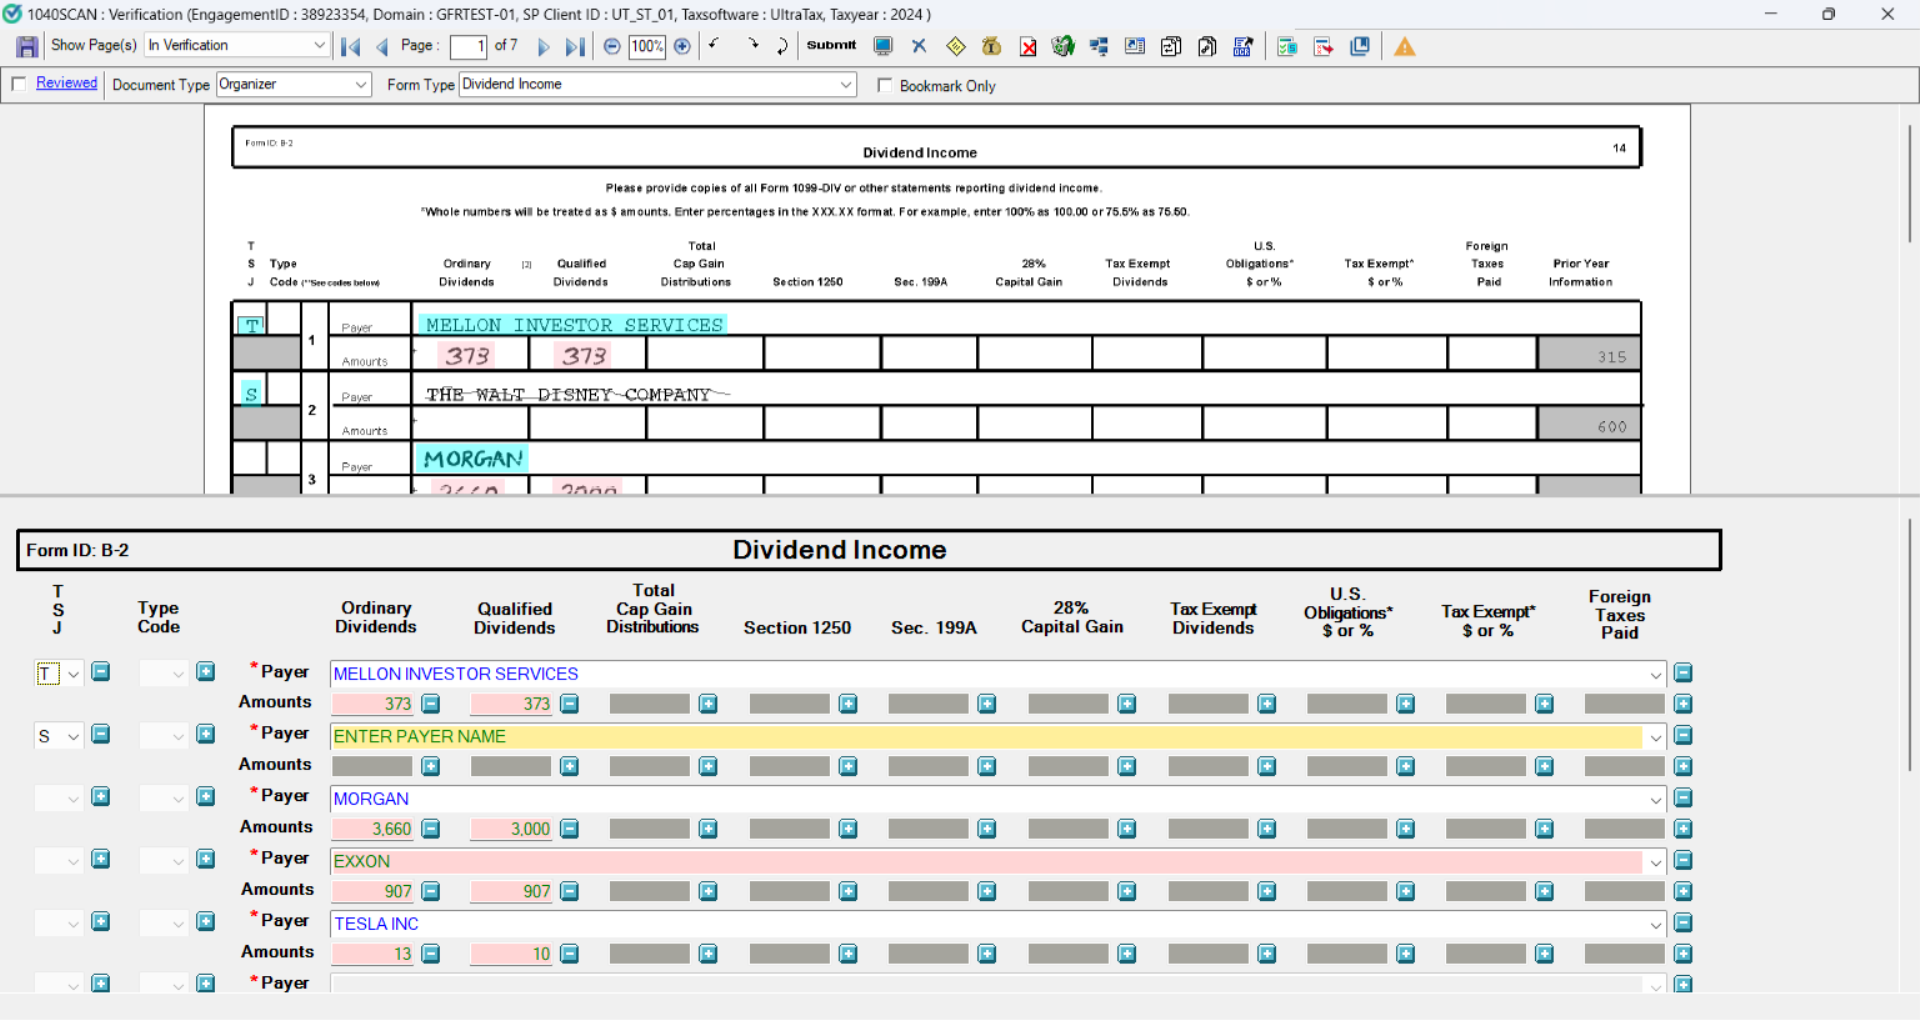 1040SCAN : Verification (EngagementID : 38923354, Domain : GFRTEST-01, SP Client ID : UT_ST_01, Taxsoftware : UltraTax, Taxyear : 2024 )
Show Page(s) In Verification Page : 1 of 7 100% Submit
Reviewed Document Type Organizer Form Type Dividend Income Bookmark Only
Form ID: B-2 Dividend Income 14
Please provide copies of all Form 1099-DIV or other statements reporting dividend income.
*Whole numbers will be treated as $ amounts. Enter percentages in the XXX.XX format. For example, enter 100% as 100.00 or 75.5% as 75.50.
T Total U.S. Foreign
S Type Ordinary [2] Qualified Cap Gain 28% Tax Exempt Obligations* Tax Exempt* Taxes Prior Year
J Code (**See codes below) Dividends Dividends Distributions Section 1250 Sec. 199A Capital Gain Dividends $ or % $ or % Paid Information
T 1 Payer MELLON INVESTOR SERVICES
Amounts 373 373 315
S 2 Payer THE WALT DISNEY COMPANY
Amounts 600
3 Payer MORGAN
Form ID: B-2 Dividend Income
T Total U.S. Foreign
S Type Ordinary Qualified Cap Gain 28% Tax Exempt Obligations* Tax Exempt* Taxes
J Code Dividends Dividends Distributions Section 1250 Sec. 199A Capital Gain Dividends $ or % $ or % Paid
T *Payer MELLON INVESTOR SERVICES
Amounts 373 373
S *Payer ENTER PAYER NAME
Amounts
*Payer MORGAN
Amounts 3,660 3,000
*Payer EXXON
Amounts 907 907
*Payer TESLA INC
Amounts 13 10
*Payer